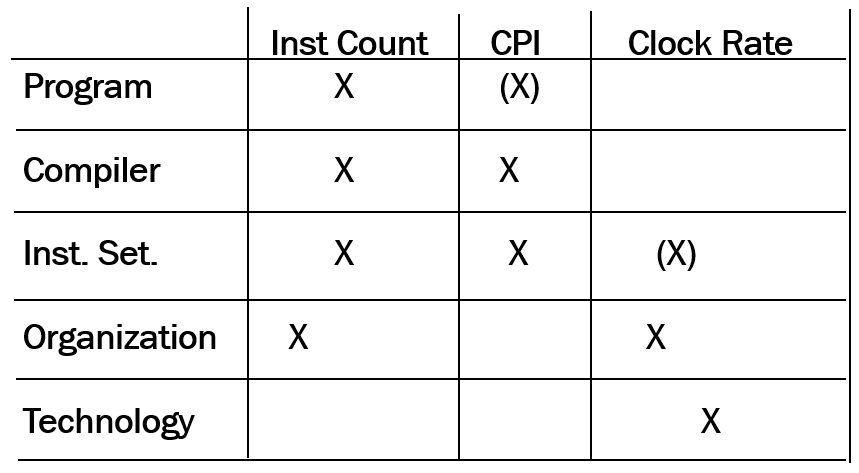 Inst Count CPI Clock Rate
Program X (X)
Compiler X X
Inst. Set. X X (X)
Organization X X
Technology X